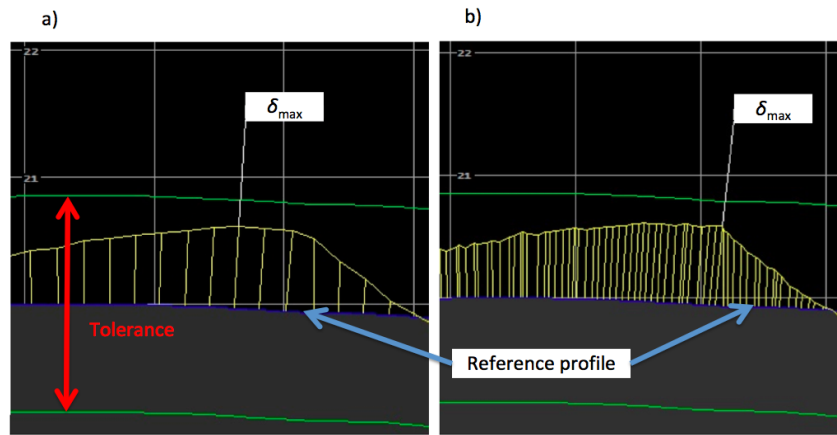 a)
b)
22
22
δmax
δmax
21
21
Tolerance
Reference profile